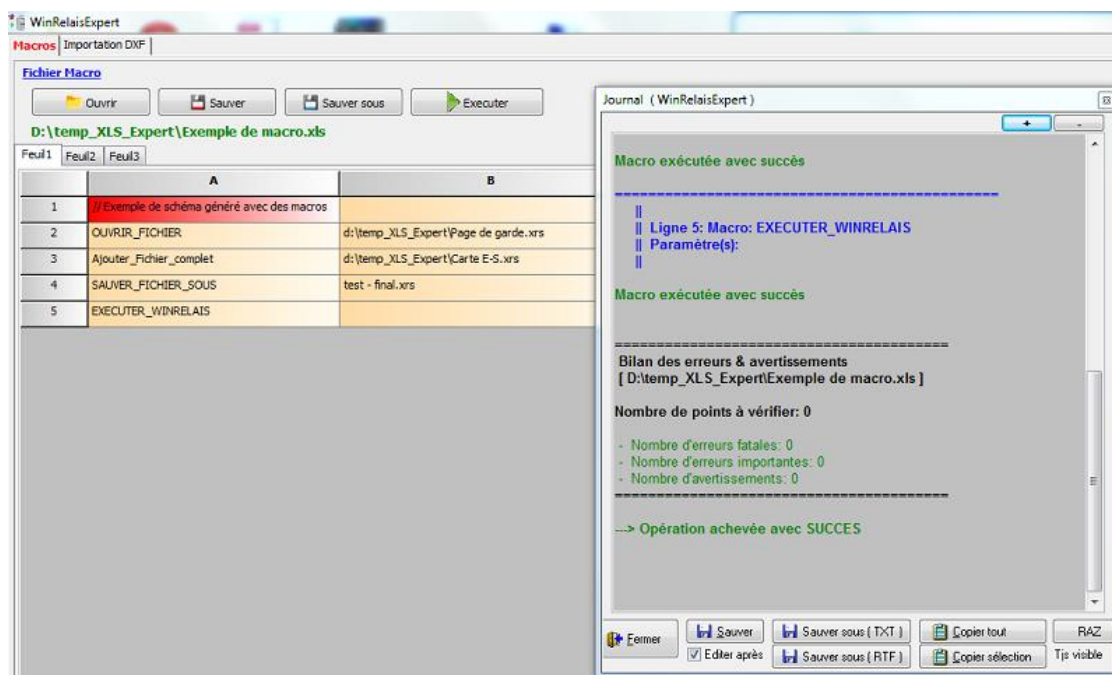 WinRelaisExpert
Macros Importation DXF
Fichier Macro
Ouvrir Sauver Sauver sous Executer
D:\temp_XLS_Expert\Exemple de macro.xls
Feuil1 Feuil2 Feuil3
A B
1 // Exemple de schéma généré avec des macros
2 OUVRIR_FICHIER d:\temp_XLS_Expert\Page de garde.xrs
3 Ajouter_Fichier_complet d:\temp_XLS_Expert\Carte E-S.xrs
4 SAUVER_FICHIER_SOUS test - final.xrs
5 EXECUTER_WINRELAIS
Journal ( WinRelaisExpert )
+ -
Macro exécutée avec succès
==============================================
||
|| Ligne 5: Macro: EXECUTER_WINRELAIS
|| Paramètre(s):
||
Macro exécutée avec succès
========================================
Bilan des erreurs & avertissements
[ D:\temp_XLS_Expert\Exemple de macro.xls ]
Nombre de points à vérifier: 0
- Nombre d'erreurs fatales: 0
- Nombre d'erreurs importantes: 0
- Nombre d'avertissements: 0
========================================
---> Opération achevée avec SUCCES
Fermer Sauver Sauver sous ( TXT ) Copier tout RAZ
Editer après Sauver sous ( RTF ) Copier sélection Tjs visible